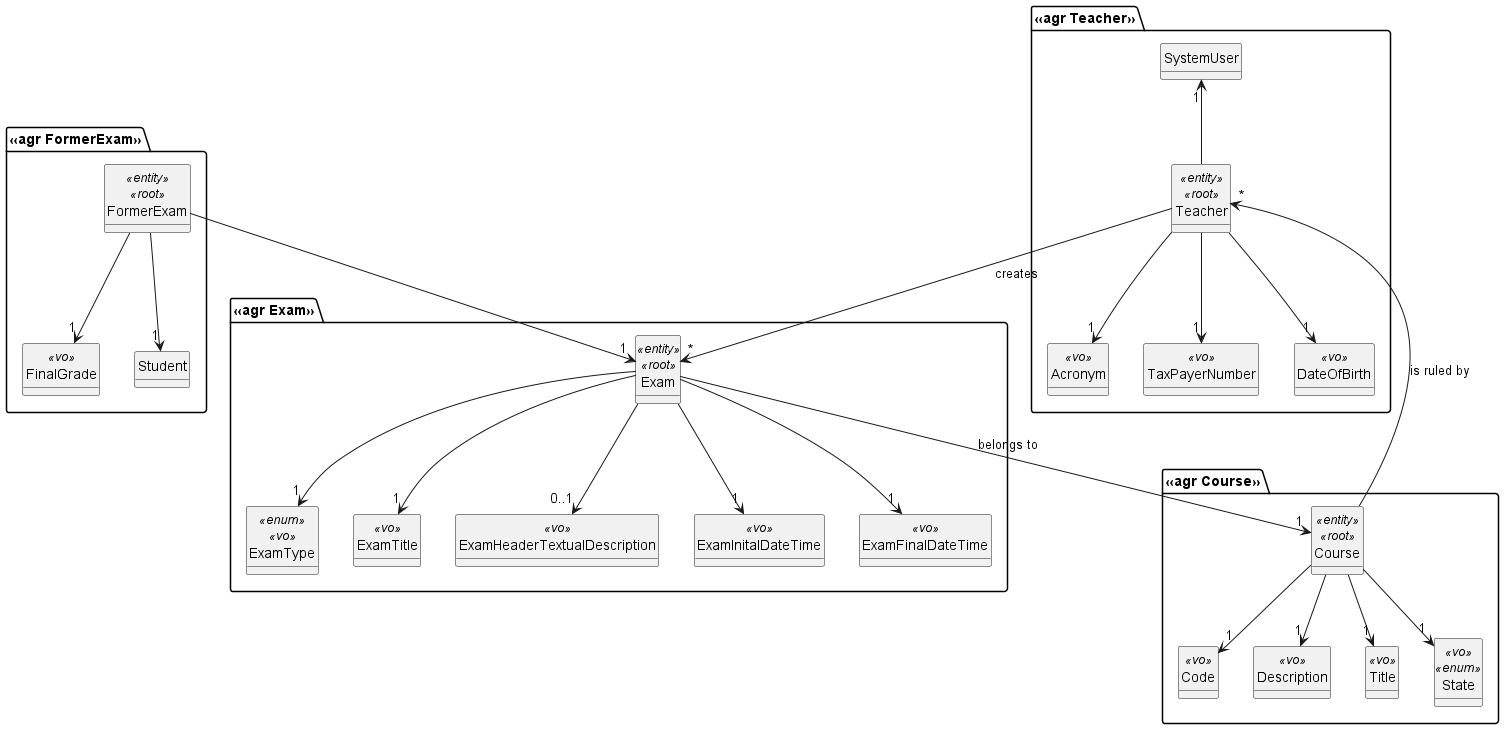 «agr Teacher»
SystemUser
1
«entity»
«root»
Teacher
*
creates
1
«vo»
Acronym
1
«vo»
TaxPayerNumber
1
«vo»
DateOfBirth
is ruled by
«agr FormerExam»
«entity»
«root»
FormerExam
1
«vo»
FinalGrade
1
Student
«agr Exam»
1
*
«entity»
«root»
Exam
belongs to
1
«enum»
«vo»
ExamType
1
«vo»
ExamTitle
0..1
«vo»
ExamHeaderTextualDescription
1
«vo»
ExamInitalDateTime
1
«vo»
ExamFinalDateTime
«agr Course»
1
«entity»
«root»
Course
1
«vo»
Code
1
«vo»
Description
1
«vo»
Title
1
«vo»
«enum»
State